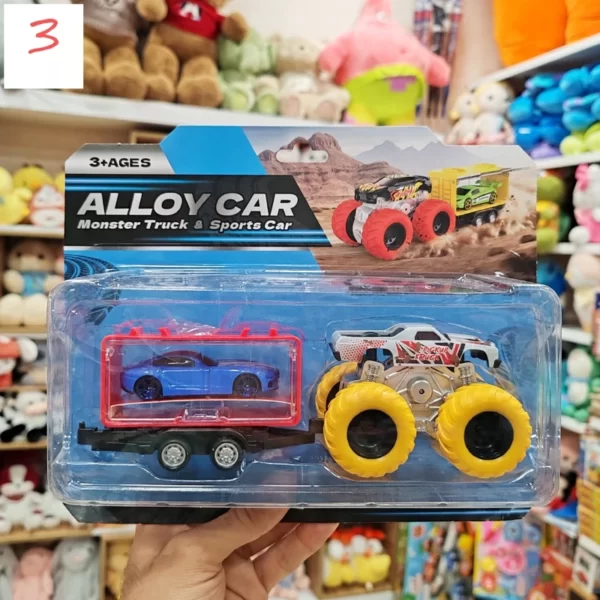 3
3+AGES
ALLOY CAR
Monster Truck & Sports Car